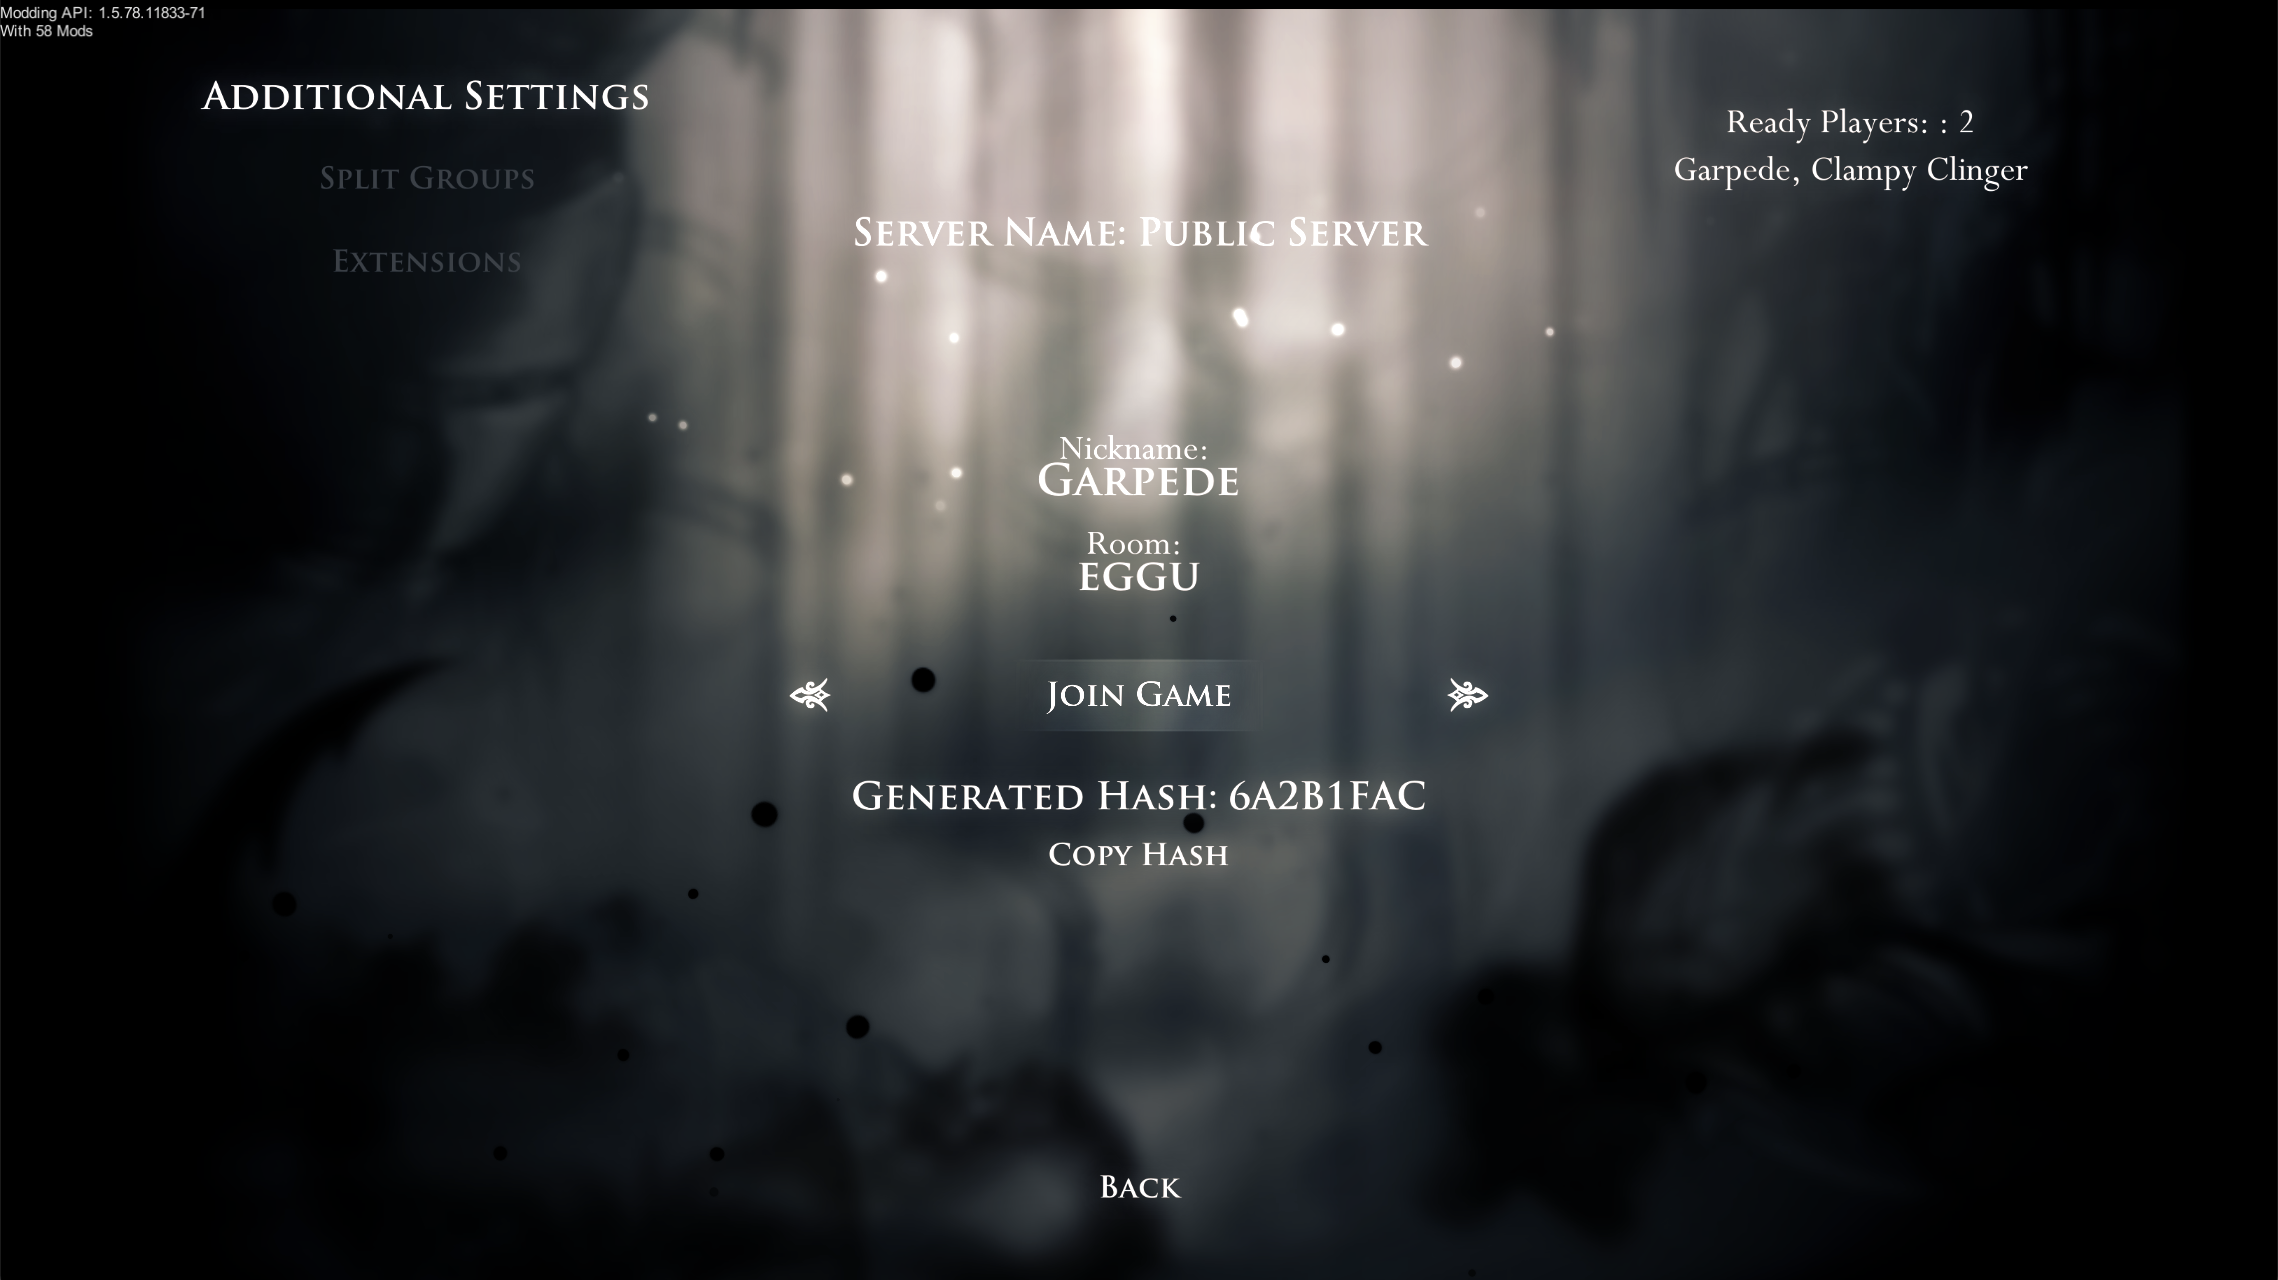 Modding API: 1.5.78.11833-71
With 58 Mods
Additional Settings
Split Groups
Extensions
Ready Players: : 2
Garpede, Clampy Clinger
Server Name: Public Server
Nickname:
Garpede
Room:
EGGU
Join Game
Generated Hash: 6A2B1FAC
Copy Hash
Back